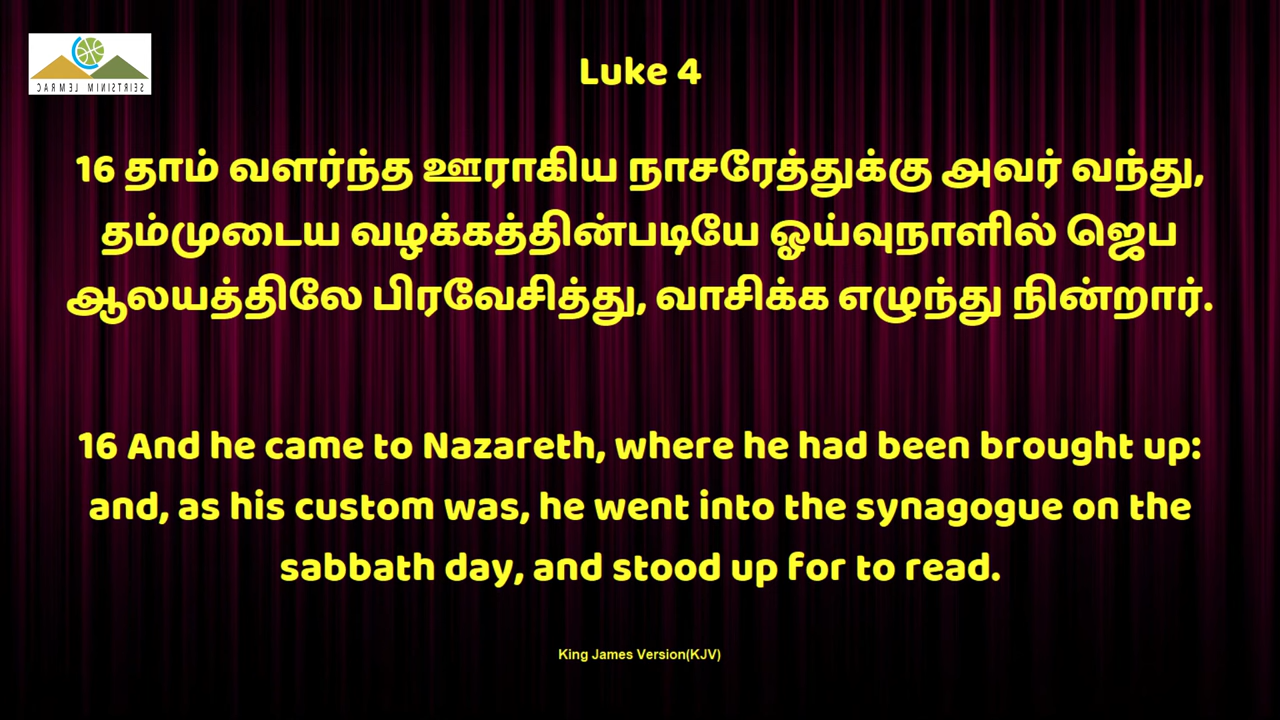 CARMEL MINISTRIES
Luke 4
16 தாம் வளர்ந்த ஊராகிய நாசரேத்துக்கு அவர் வந்து,
தம்முடைய வழக்கத்தின்படியே ஓய்வுநாளில் ஜெப
ஆலயத்திலே பிரவேசித்து, வாசிக்க எழுந்து நின்றார்.
16 And he came to Nazareth, where he had been brought up:
and, as his custom was, he went into the synagogue on the
sabbath day, and stood up for to read.
King James Version(KJV)